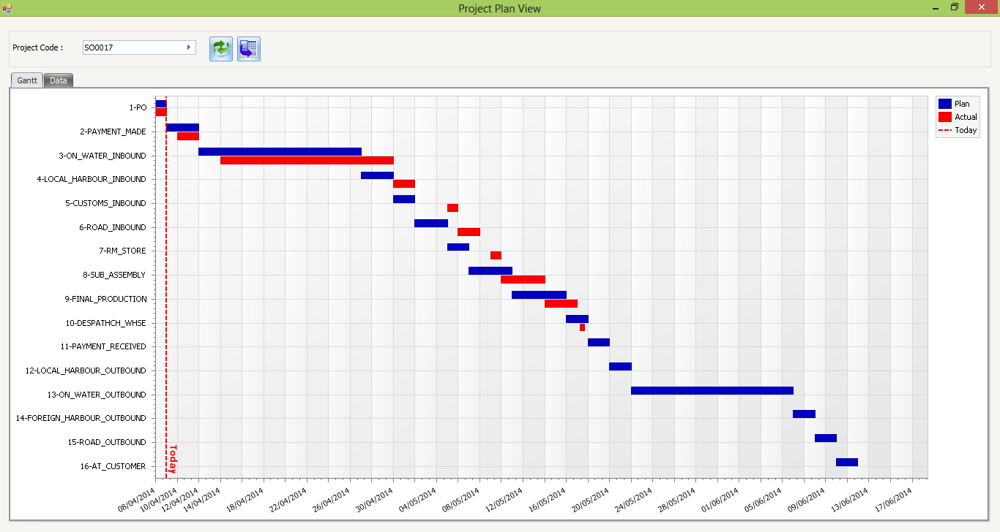 Project Plan View
Project Code :
SO0017
Gantt
Data
1-PO
2-PAYMENT_MADE
3-ON_WATER_INBOUND
4-LOCAL_HARBOUR_INBOUND
5-CUSTOMS_INBOUND
6-ROAD_INBOUND
7-RM_STORE
8-SUB_ASSEMBLY
9-FINAL_PRODUCTION
10-DESPATHCH_WHSE
11-PAYMENT_RECEIVED
12-LOCAL_HARBOUR_OUTBOUND
13-ON_WATER_OUTBOUND
14-FOREIGN_HARBOUR_OUTBOUND
15-ROAD_OUTBOUND
16-AT_CUSTOMER
Today
08/04/2014
10/04/2014
12/04/2014
14/04/2014
18/04/2014
22/04/2014
26/04/2014
30/04/2014
04/05/2014
08/05/2014
12/05/2014
16/05/2014
20/05/2014
24/05/2014
28/05/2014
01/06/2014
05/06/2014
09/06/2014
13/06/2014
17/06/2014
Plan
Actual
Today